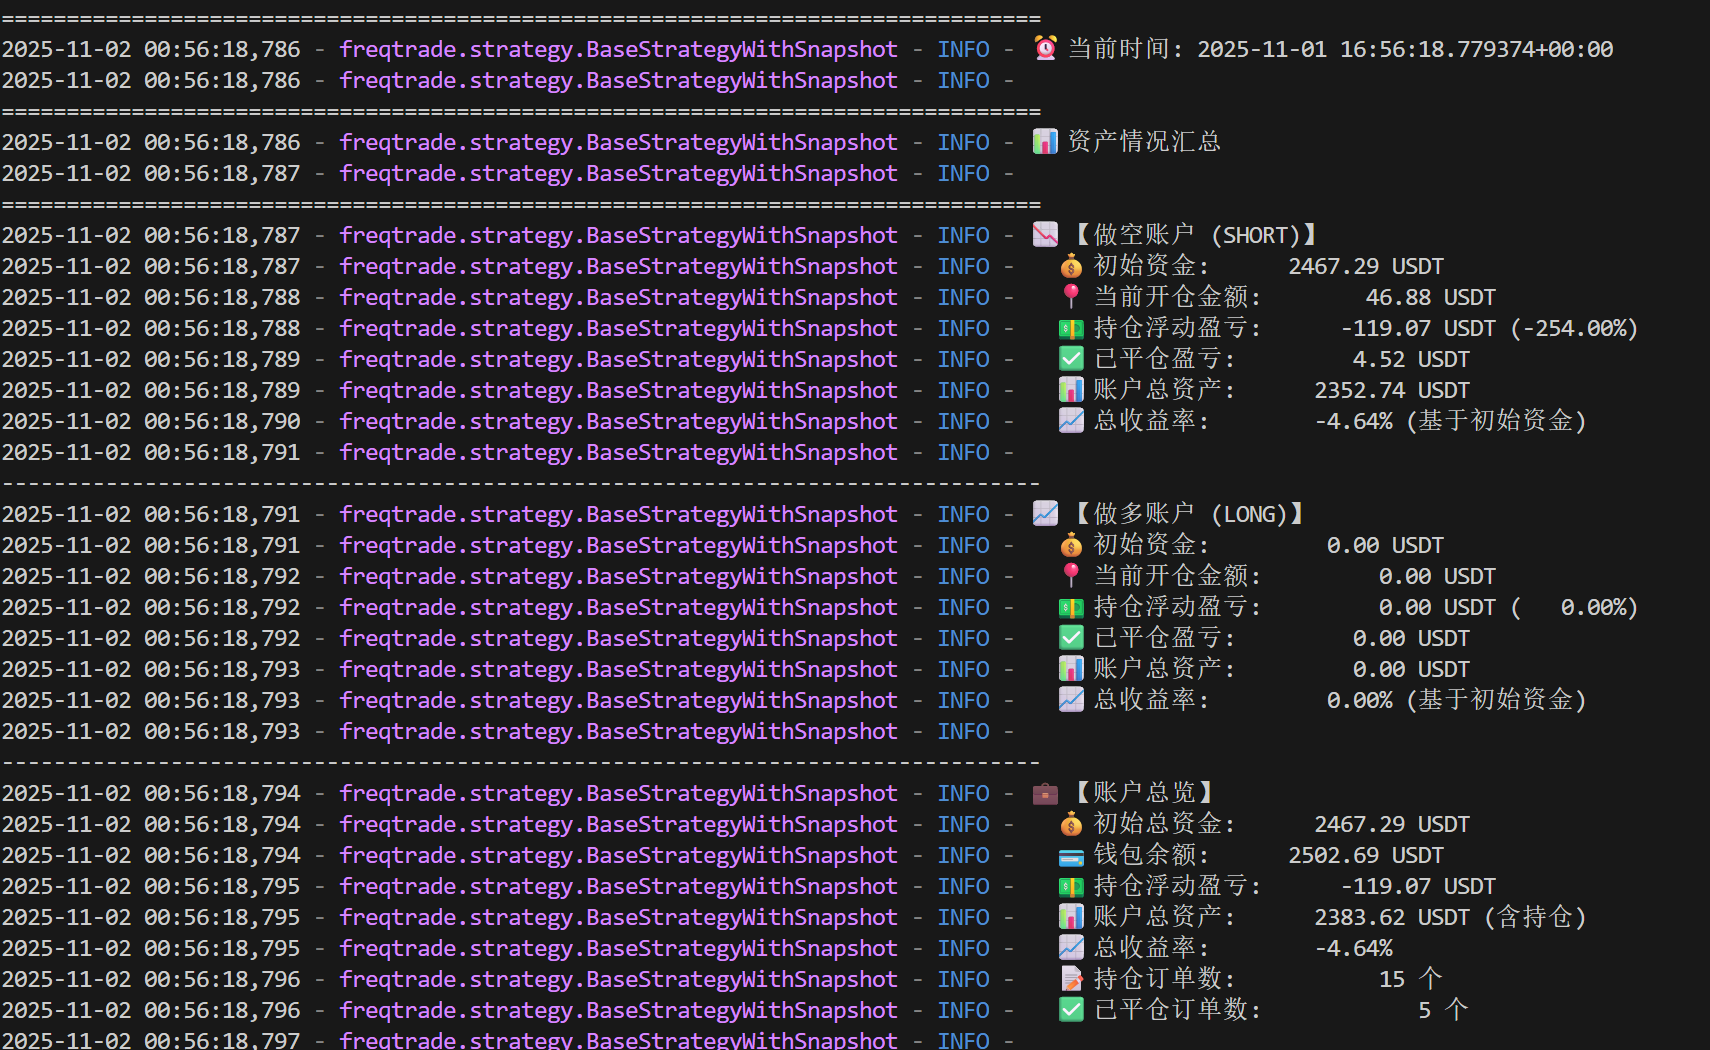 ================================================================================
2025-11-02 00:56:18,786 - freqtrade.strategy.BaseStrategyWithSnapshot - INFO - ⏰ 当前时间: 2025-11-01 16:56:18.779374+00:00
2025-11-02 00:56:18,786 - freqtrade.strategy.BaseStrategyWithSnapshot - INFO -
================================================================================
2025-11-02 00:56:18,786 - freqtrade.strategy.BaseStrategyWithSnapshot - INFO - 📊 资产情况汇总
2025-11-02 00:56:18,787 - freqtrade.strategy.BaseStrategyWithSnapshot - INFO -
================================================================================
2025-11-02 00:56:18,787 - freqtrade.strategy.BaseStrategyWithSnapshot - INFO - 📉 【做空账户 (SHORT)】
2025-11-02 00:56:18,787 - freqtrade.strategy.BaseStrategyWithSnapshot - INFO -   💰 初始资金:      2467.29 USDT
2025-11-02 00:56:18,788 - freqtrade.strategy.BaseStrategyWithSnapshot - INFO -   📍 当前开仓金额:        46.88 USDT
2025-11-02 00:56:18,788 - freqtrade.strategy.BaseStrategyWithSnapshot - INFO -   💵 持仓浮动盈亏:      -119.07 USDT (-254.00%)
2025-11-02 00:56:18,789 - freqtrade.strategy.BaseStrategyWithSnapshot - INFO -   ✅ 已平仓盈亏:         4.52 USDT
2025-11-02 00:56:18,789 - freqtrade.strategy.BaseStrategyWithSnapshot - INFO -   📊 账户总资产:      2352.74 USDT
2025-11-02 00:56:18,790 - freqtrade.strategy.BaseStrategyWithSnapshot - INFO -   📈 总收益率:        -4.64% (基于初始资金)
2025-11-02 00:56:18,791 - freqtrade.strategy.BaseStrategyWithSnapshot - INFO -
--------------------------------------------------------------------------------
2025-11-02 00:56:18,791 - freqtrade.strategy.BaseStrategyWithSnapshot - INFO - 📈 【做多账户 (LONG)】
2025-11-02 00:56:18,791 - freqtrade.strategy.BaseStrategyWithSnapshot - INFO -   💰 初始资金:         0.00 USDT
2025-11-02 00:56:18,792 - freqtrade.strategy.BaseStrategyWithSnapshot - INFO -   📍 当前开仓金额:         0.00 USDT
2025-11-02 00:56:18,792 - freqtrade.strategy.BaseStrategyWithSnapshot - INFO -   💵 持仓浮动盈亏:         0.00 USDT (   0.00%)
2025-11-02 00:56:18,792 - freqtrade.strategy.BaseStrategyWithSnapshot - INFO -   ✅ 已平仓盈亏:         0.00 USDT
2025-11-02 00:56:18,793 - freqtrade.strategy.BaseStrategyWithSnapshot - INFO -   📊 账户总资产:         0.00 USDT
2025-11-02 00:56:18,793 - freqtrade.strategy.BaseStrategyWithSnapshot - INFO -   📈 总收益率:         0.00% (基于初始资金)
2025-11-02 00:56:18,793 - freqtrade.strategy.BaseStrategyWithSnapshot - INFO -
--------------------------------------------------------------------------------
2025-11-02 00:56:18,794 - freqtrade.strategy.BaseStrategyWithSnapshot - INFO - 💼 【账户总览】
2025-11-02 00:56:18,794 - freqtrade.strategy.BaseStrategyWithSnapshot - INFO -   💰 初始总资金:      2467.29 USDT
2025-11-02 00:56:18,794 - freqtrade.strategy.BaseStrategyWithSnapshot - INFO -   💳 钱包余额:      2502.69 USDT
2025-11-02 00:56:18,795 - freqtrade.strategy.BaseStrategyWithSnapshot - INFO -   💵 持仓浮动盈亏:      -119.07 USDT
2025-11-02 00:56:18,795 - freqtrade.strategy.BaseStrategyWithSnapshot - INFO -   📊 账户总资产:      2383.62 USDT (含持仓)
2025-11-02 00:56:18,795 - freqtrade.strategy.BaseStrategyWithSnapshot - INFO -   📈 总收益率:        -4.64%
2025-11-02 00:56:18,796 - freqtrade.strategy.BaseStrategyWithSnapshot - INFO -   📝 持仓订单数:           15 个
2025-11-02 00:56:18,796 - freqtrade.strategy.BaseStrategyWithSnapshot - INFO -   ✅ 已平仓订单数:            5 个
2025-11-02 00:56:18,797 - freqtrade.strategy.BaseStrategyWithSnapshot - INFO -